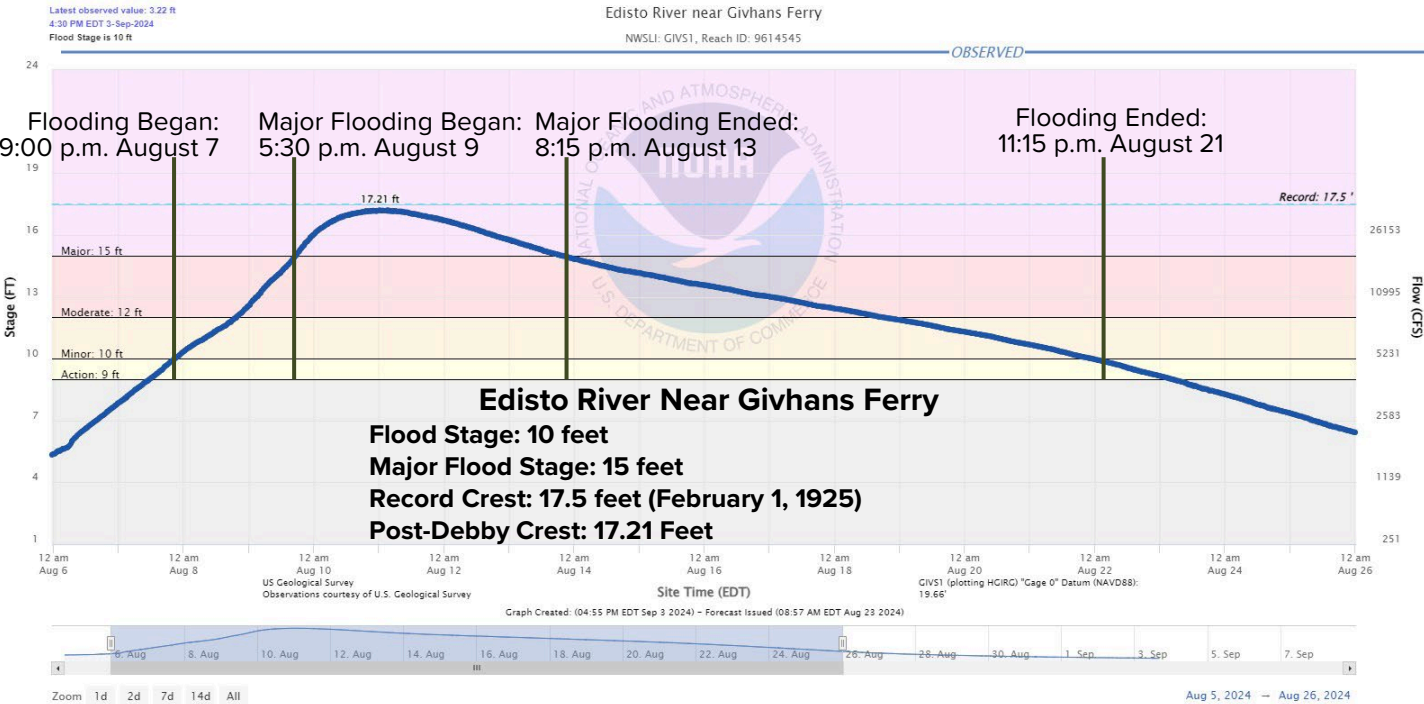 Latest observed value: 3.22 ft
4:30 PM EDT 3-Sep-2024
Flood Stage is 10 ft
Edisto River near Givhans Ferry
NWSLI: GIVS1, Reach ID: 9614545
OBSERVED
Flooding Began:
9:00 p.m. August 7
Major Flooding Began:
5:30 p.m. August 9
Major Flooding Ended:
8:15 p.m. August 13
Flooding Ended:
11:15 p.m. August 21
NATIONAL OCEANIC AND ATMOSPHERIC ADMINISTRATION
NOAA
U.S. DEPARTMENT OF COMMERCE
17.21 ft
Record: 17.5 '
Major: 15 ft
Moderate: 12 ft
Minor: 10 ft
Action: 9 ft
Stage (FT)
24
19
16
13
10
7
4
1
Flow (CFS)
26153
10995
5231
2583
1139
251
Edisto River Near Givhans Ferry
Flood Stage: 10 feet
Major Flood Stage: 15 feet
Record Crest: 17.5 feet (February 1, 1925)
Post-Debby Crest: 17.21 Feet
12 am 12 am 12 am 12 am 12 am 12 am 12 am 12 am 12 am 12 am 12 am
Aug 6 Aug 8 Aug 10 Aug 12 Aug 14 Aug 16 Aug 18 Aug 20 Aug 22 Aug 24 Aug 26
US Geological Survey
Observations courtesy of U.S. Geological Survey
Site Time (EDT)
GIVS1 (plotting HGIRG) "Gage 0" Datum (NAVD88):
19.66'
Graph Created: (04:55 PM EDT Sep 3 2024) - Forecast Issued (08:57 AM EDT Aug 23 2024)
6. Aug 8. Aug 10. Aug 12. Aug 14. Aug 16. Aug 18. Aug 20. Aug 22. Aug 24. Aug 26. Aug 28. Aug 30. Aug 1. Sep 3. Sep 5. Sep 7. Sep
Zoom 1d 2d 7d 14d All
Aug 5, 2024 → Aug 26, 2024